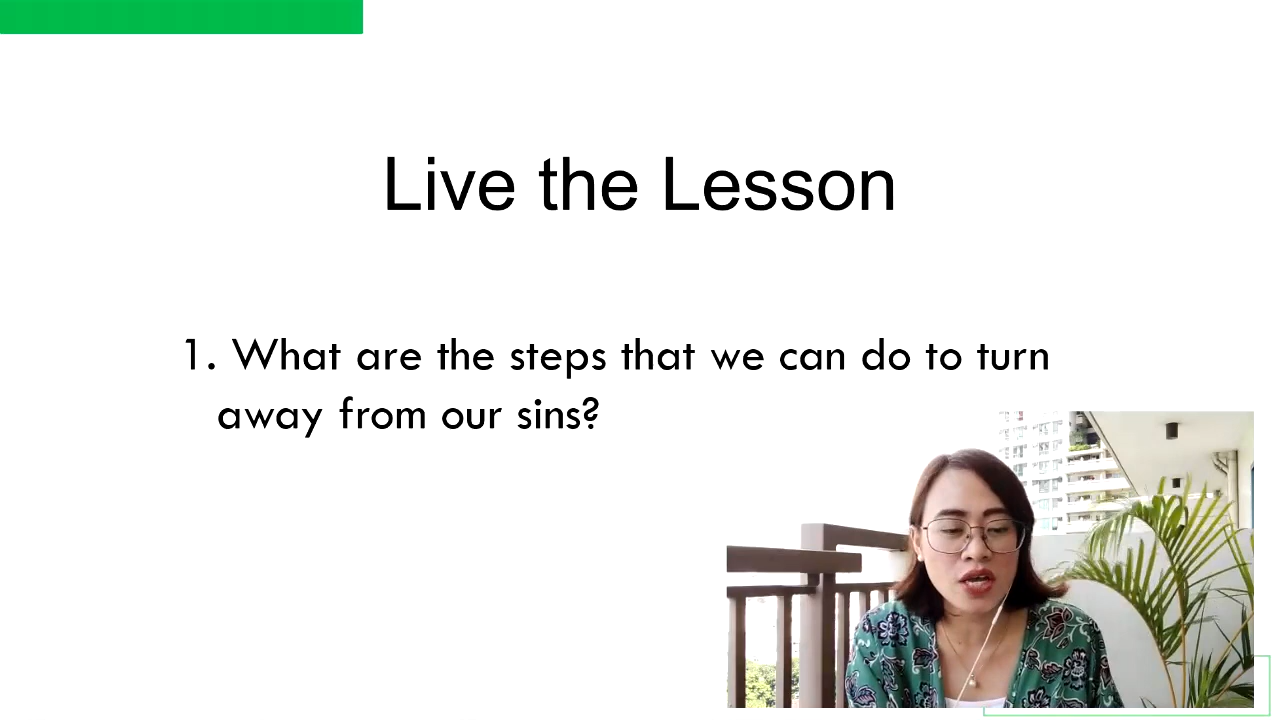 Live the Lesson
1. What are the steps that we can do to turn
away from our sins?